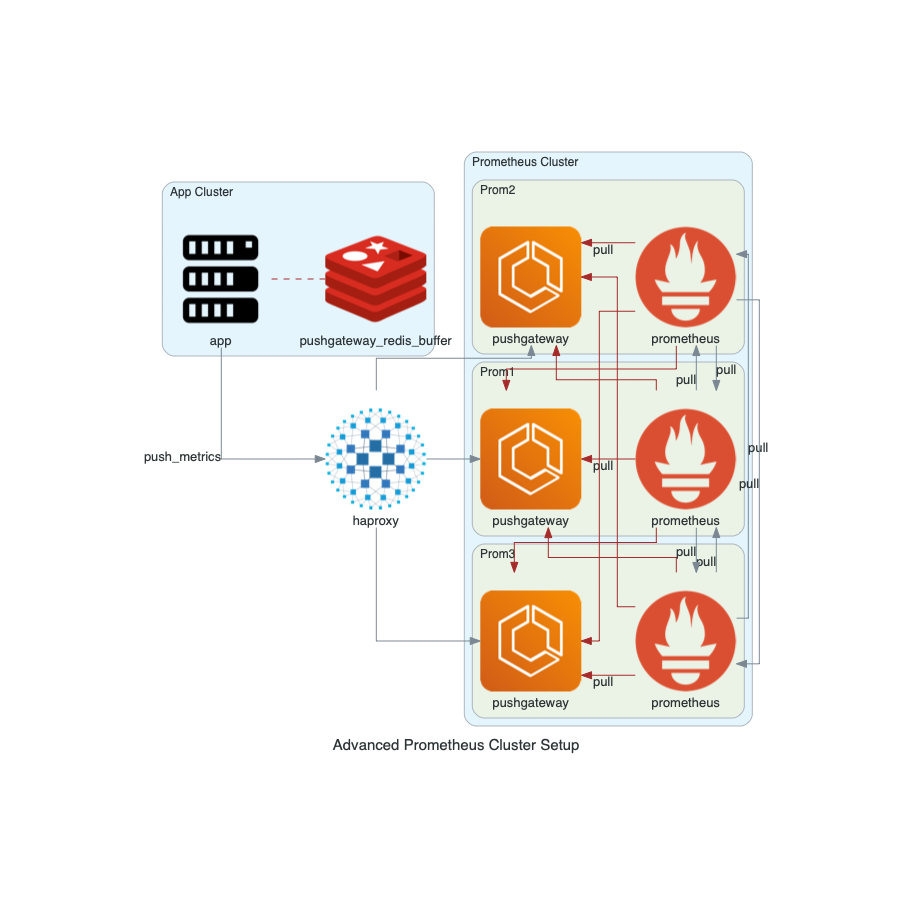 Prometheus Cluster
App Cluster
Prom2
pull
app
pushgateway_redis_buffer
pushgateway
prometheus
Prom1
pull
pull
pull
push_metrics
pull
pull
haproxy
pushgateway
prometheus
Prom3
pull
pull
pull
pushgateway
prometheus
Advanced Prometheus Cluster Setup